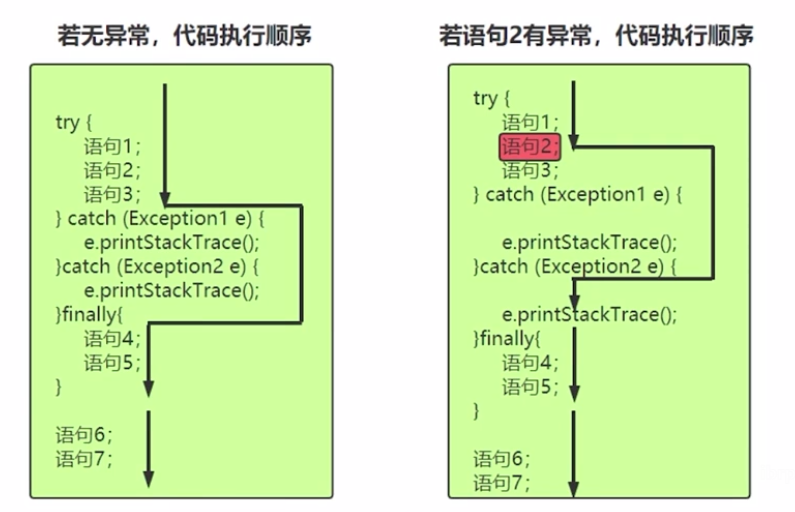 若无异常，代码执行顺序
try {
语句1;
语句2;
语句3;
} catch (Exception1 e) {
e.printStackTrace();
}catch (Exception2 e) {
e.printStackTrace();
}finally{
语句4;
语句5;
}
语句6;
语句7;
若语句2有异常，代码执行顺序
try {
语句1;
语句2;
语句3;
} catch (Exception1 e) {
e.printStackTrace();
}catch (Exception2 e) {
e.printStackTrace();
}finally{
语句4;
语句5;
}
语句6;
语句7;